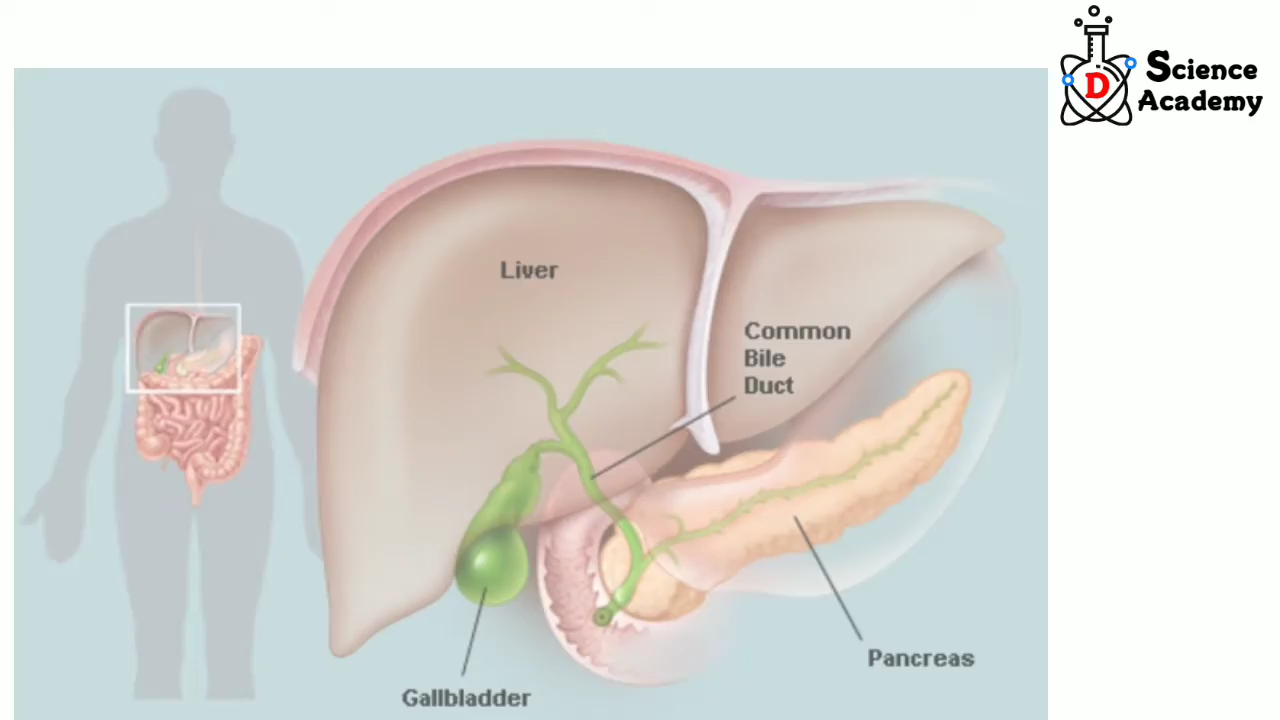 D
Science
Academy
Liver
Common
Bile
Duct
Pancreas
Gallbladder